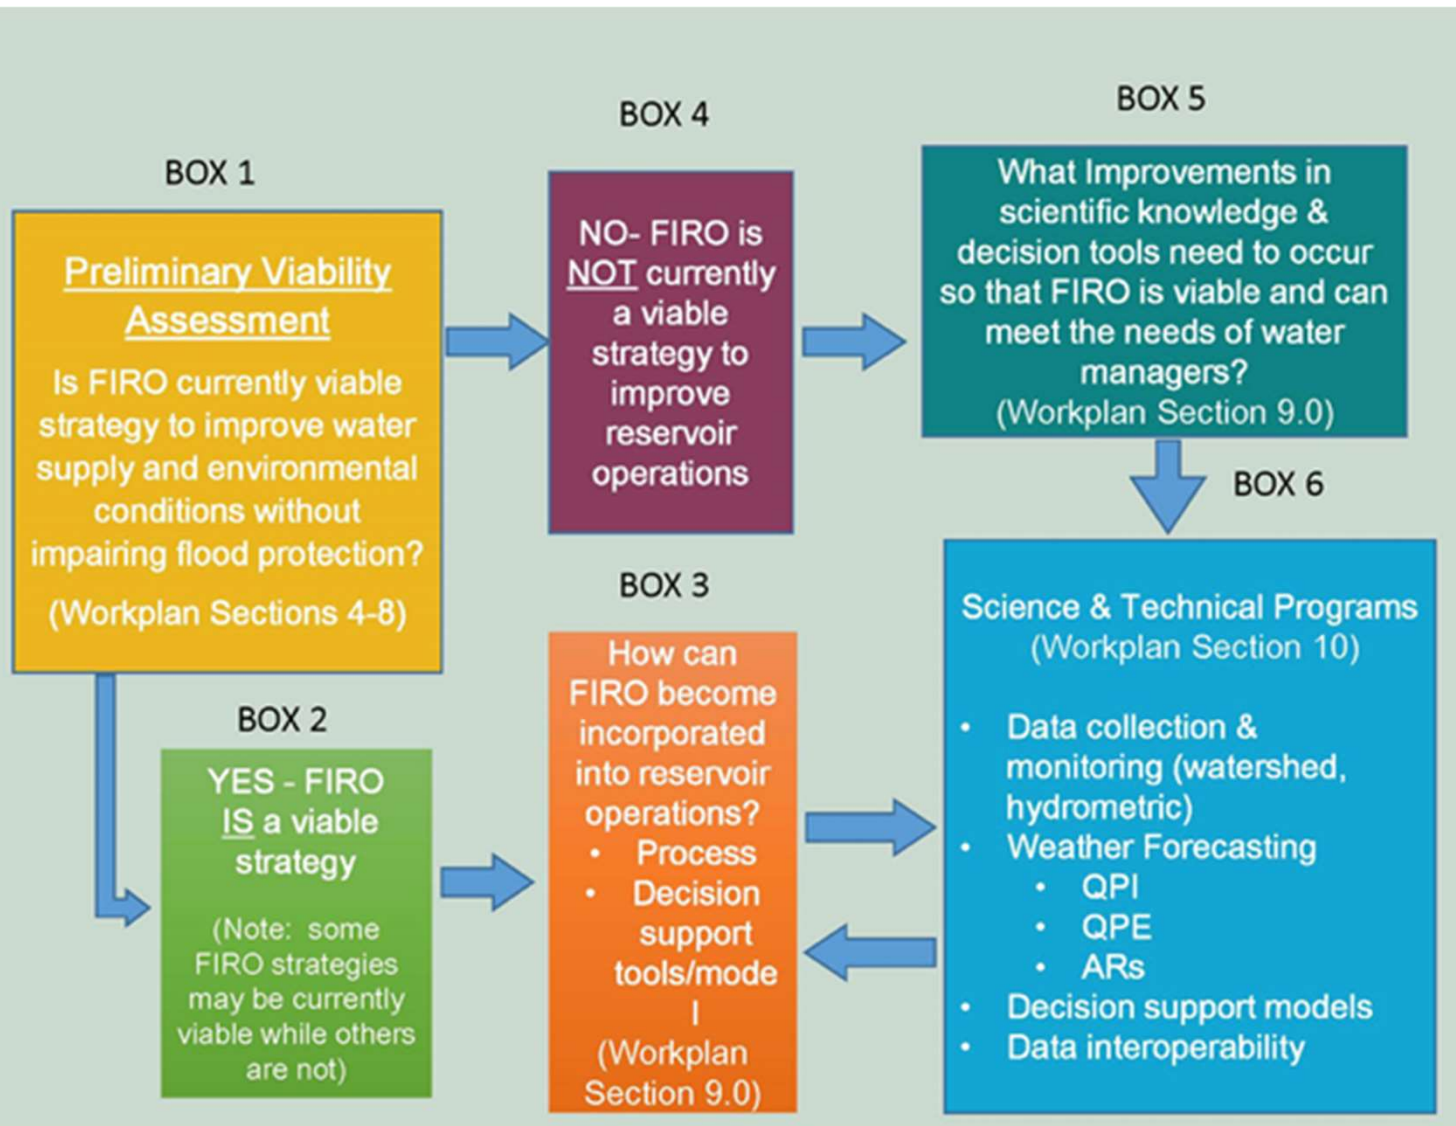 BOX 1
Preliminary Viability
Assessment
Is FIRO currently viable
strategy to improve water
supply and environmental
conditions without
impairing flood protection?
(Workplan Sections 4-8)
BOX 2
YES - FIRO
IS a viable
strategy
(Note: some
FIRO strategies
may be currently
viable while others
are not)
BOX 4
NO- FIRO is
NOT currently
a viable
strategy to
improve
reservoir
operations
BOX 3
How can
FIRO become
incorporated
into reservoir
operations?
• Process
• Decision
support
tools/mode
l
(Workplan
Section 9.0)
BOX 5
What Improvements in
scientific knowledge &
decision tools need to occur
so that FIRO is viable and can
meet the needs of water
managers?
(Workplan Section 9.0)
BOX 6
Science & Technical Programs
(Workplan Section 10)
• Data collection &
monitoring (watershed,
hydrometric)
• Weather Forecasting
• QPI
• QPE
• ARs
• Decision support models
• Data interoperability